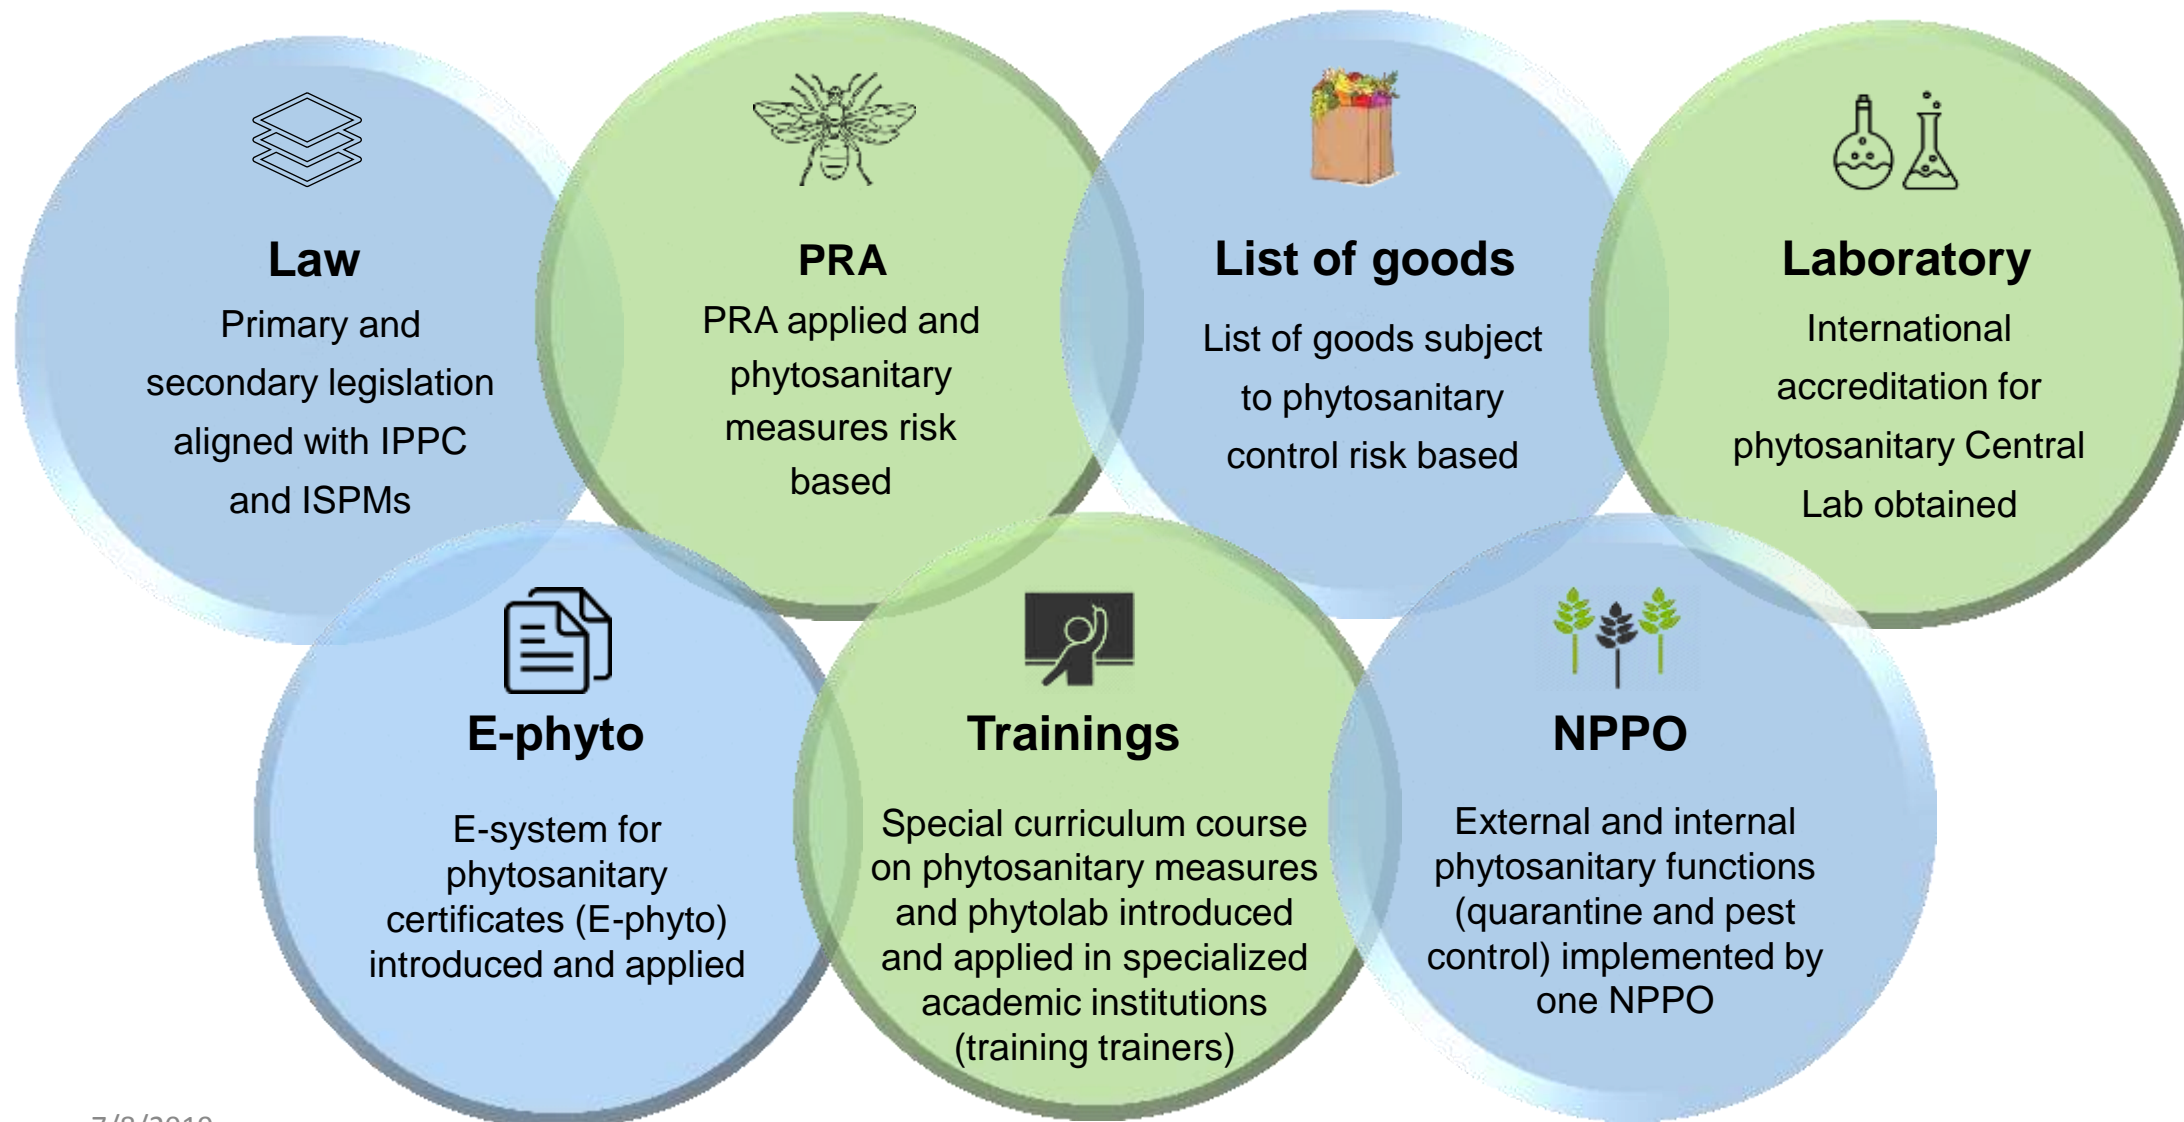 Law
Primary and
secondary legislation
aligned with IPPC
and ISPMs
PRA
PRA applied and
phytosanitary
measures risk
based
List of goods
List of goods subject
to phytosanitary
control risk based
Laboratory
International
accreditation for
phytosanitary Central
Lab obtained
E-phyto
E-system for
phytosanitary
certificates (E-phyto)
introduced and applied
Trainings
Special curriculum course
on phytosanitary measures
and phytolab introduced
and applied in specialized
academic institutions
(training trainers)
NPPO
External and internal
phytosanitary functions
(quarantine and pest
control) implemented by
one NPPO